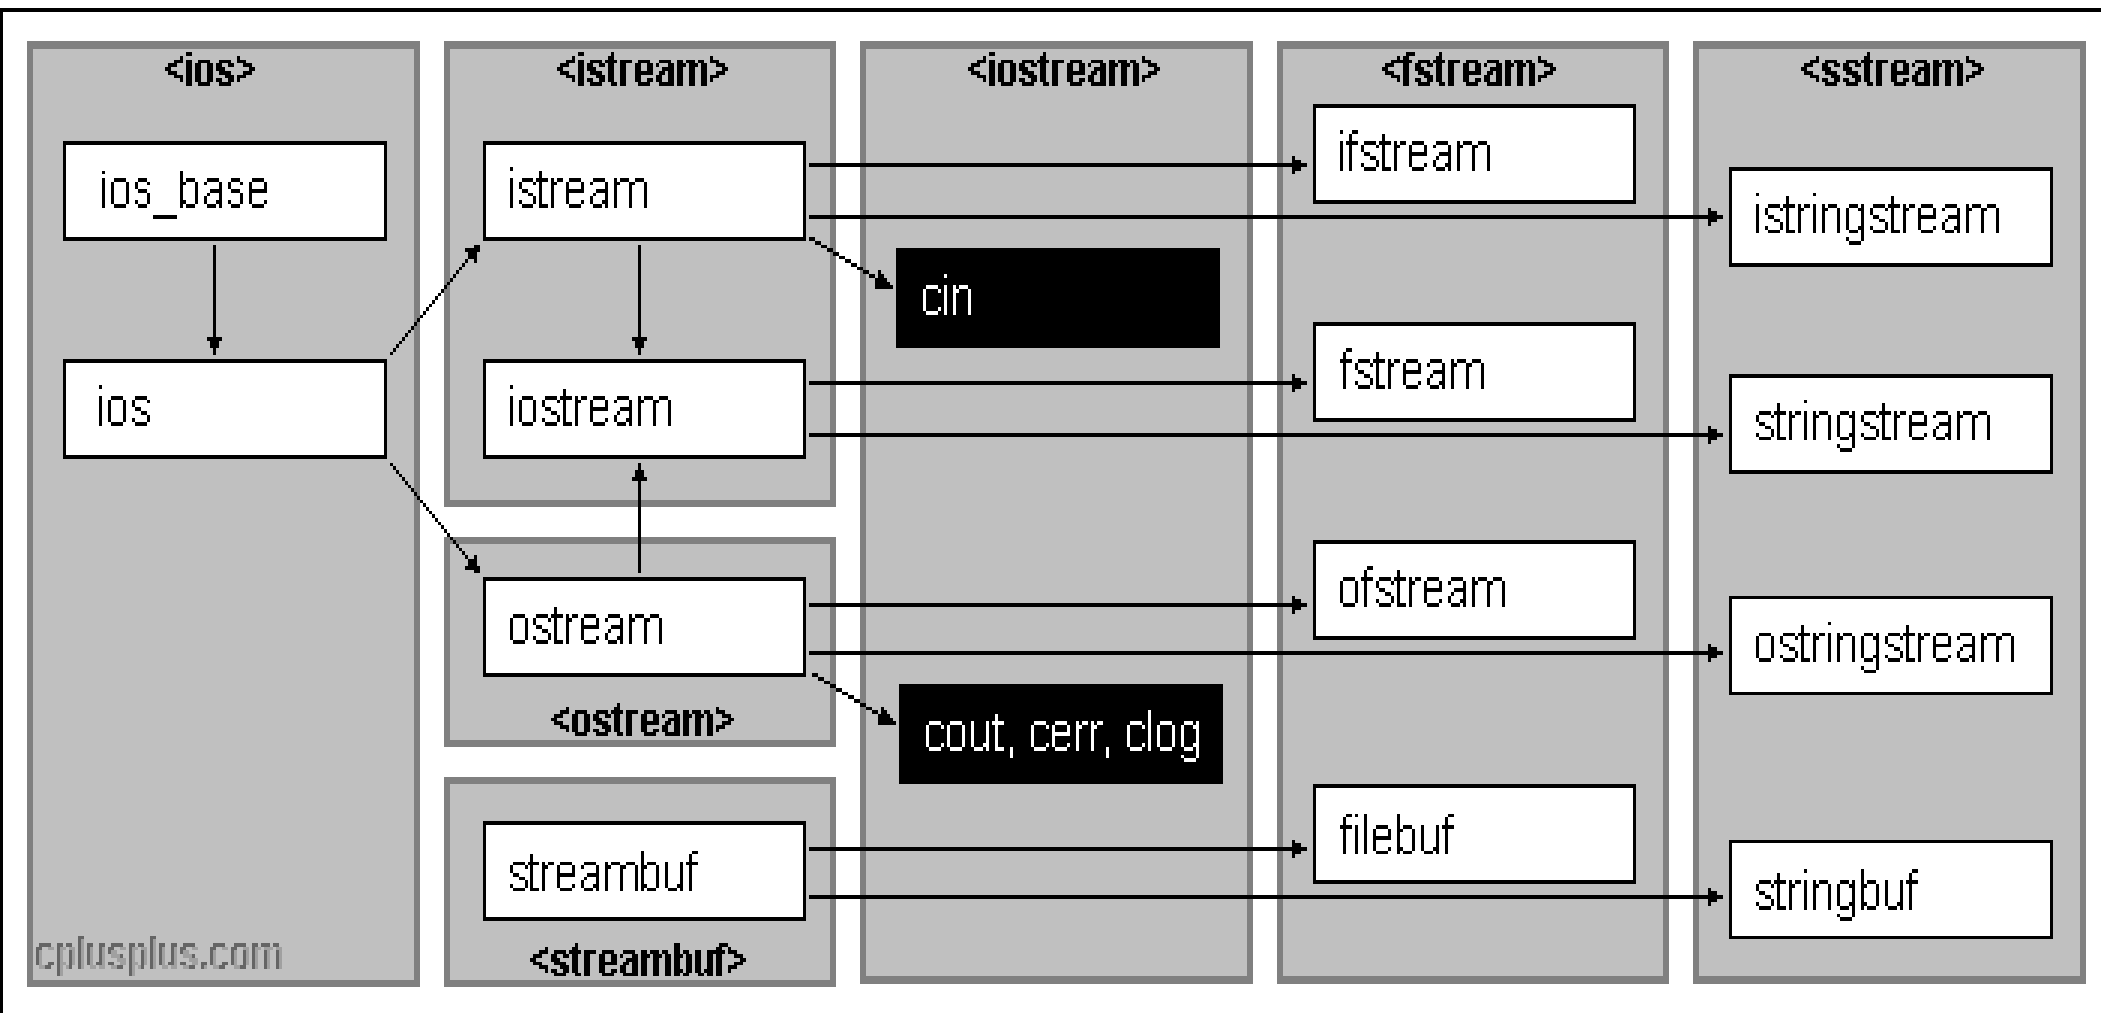 <ios>
ios_base
ios
cplusplus.com
<istream>
istream
iostream
ostream
<ostream>
streambuf
<streambuf>
<iostream>
cin
cout, cerr, clog
<fstream>
ifstream
fstream
ofstream
filebuf
<sstream>
istringstream
stringstream
ostringstream
stringbuf